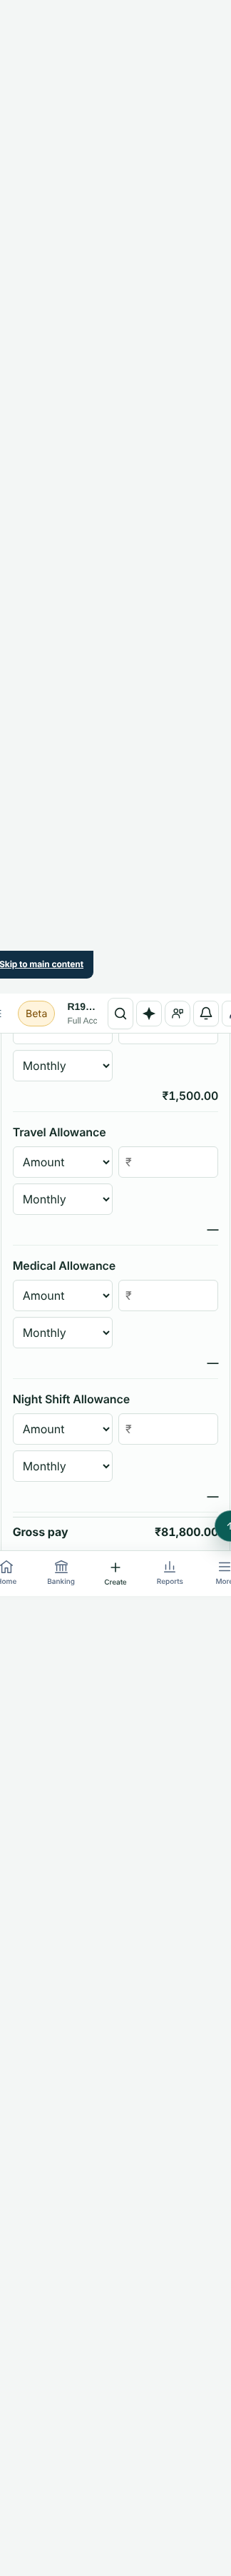 Skip to main content
Beta
R19...
Full Acc
Monthly
₹1,500.00
Travel Allowance
Amount ₹
Monthly
—
Medical Allowance
Amount ₹
Monthly
—
Night Shift Allowance
Amount ₹
Monthly
—
Gross pay ₹81,800.00
Home Banking Create Reports More